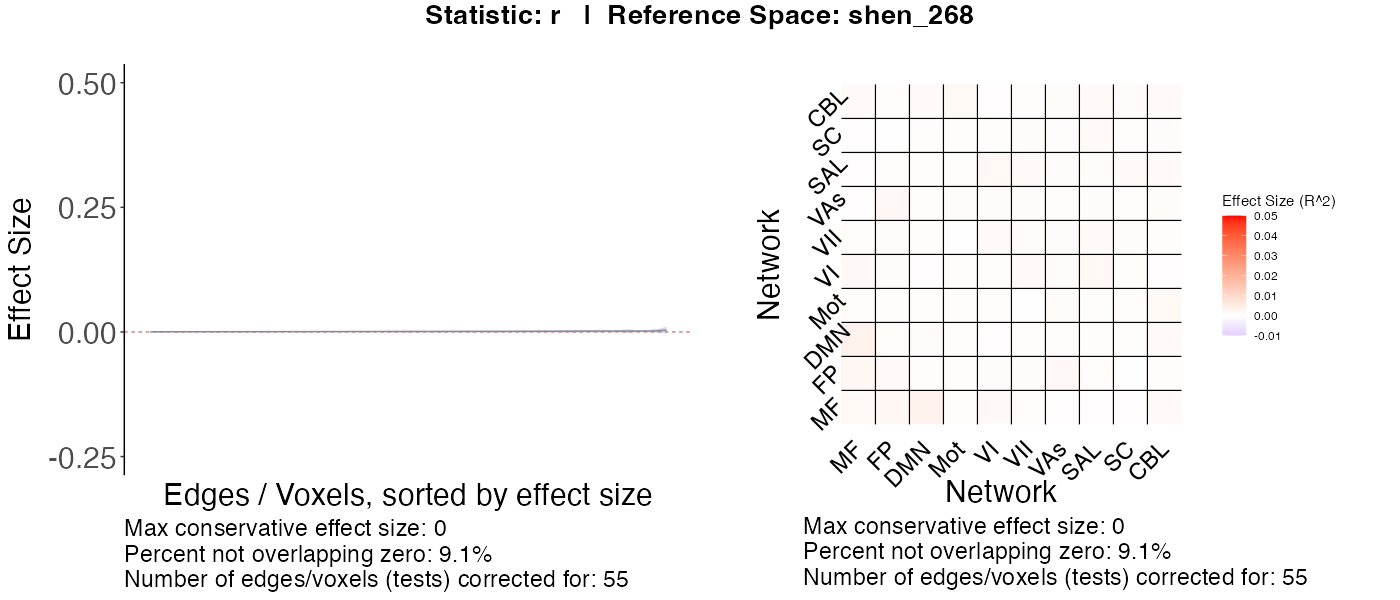 Statistic: r | Reference Space: shen_268
Effect Size
0.50
0.25
0.00
-0.25
Edges / Voxels, sorted by effect size
Max conservative effect size: 0
Percent not overlapping zero: 9.1%
Number of edges/voxels (tests) corrected for: 55
Network
CBL
SC
SAL
VAs
VII
VI
Mot
DMN
FP
MF
MF FP DMN Mot VI VII VAs SAL SC CBL
Network
Max conservative effect size: 0
Percent not overlapping zero: 9.1%
Number of edges/voxels (tests) corrected for: 55
Effect Size (R^2)
0.05
0.04
0.03
0.02
0.01
0.00
-0.01